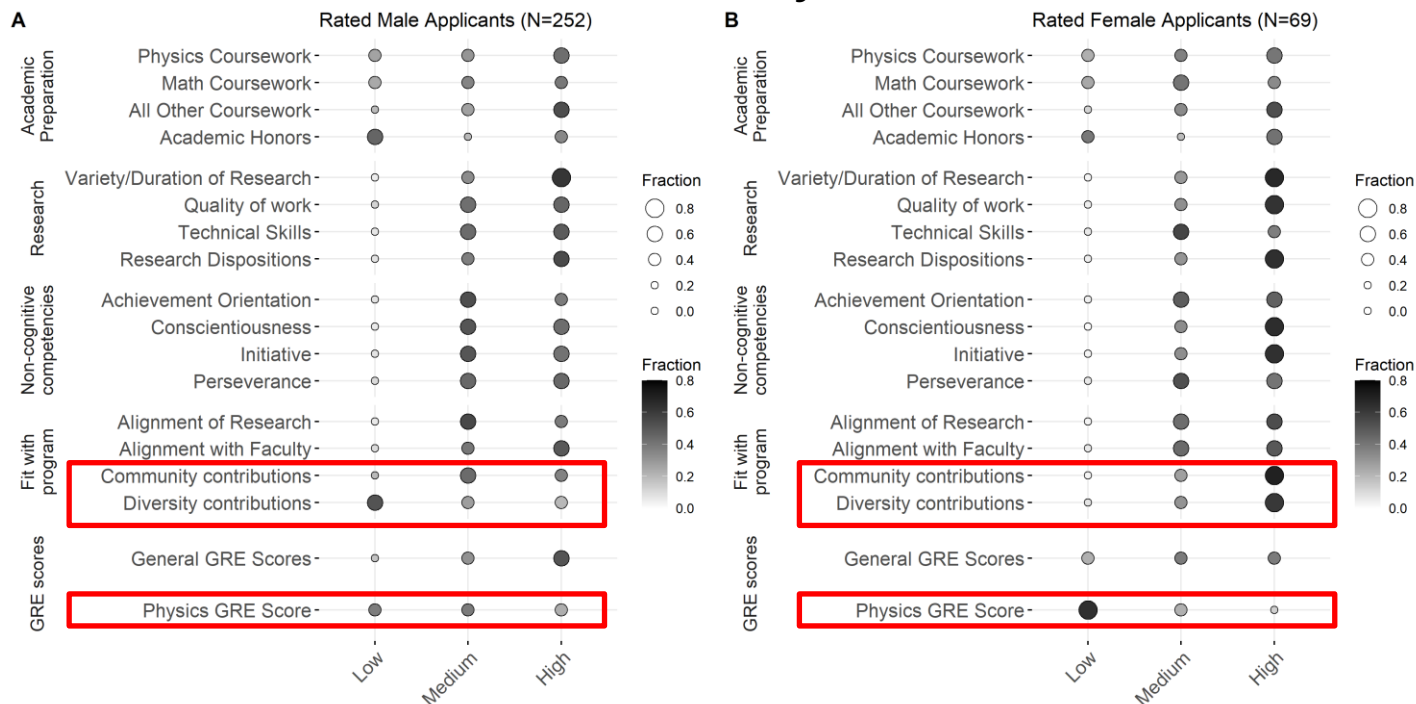 A
Rated Male Applicants (N=252)
Academic
Preparation
Physics Coursework
Math Coursework
All Other Coursework
Academic Honors
Research
Variety/Duration of Research
Quality of work
Technical Skills
Research Dispositions
Non-cognitive
competencies
Achievement Orientation
Conscientiousness
Initiative
Perseverance
Fit with
program
Alignment of Research
Alignment with Faculty
Community contributions
Diversity contributions
GRE scores
General GRE Scores
Physics GRE Score
Low
Medium
High
Fraction
0.8
0.6
0.4
0.2
0.0
Fraction
0.8
0.6
0.4
0.2
0.0
B
Rated Female Applicants (N=69)
Academic
Preparation
Physics Coursework
Math Coursework
All Other Coursework
Academic Honors
Research
Variety/Duration of Research
Quality of work
Technical Skills
Research Dispositions
Non-cognitive
competencies
Achievement Orientation
Conscientiousness
Initiative
Perseverance
Fit with
program
Alignment of Research
Alignment with Faculty
Community contributions
Diversity contributions
GRE scores
General GRE Scores
Physics GRE Score
Low
Medium
High
Fraction
0.8
0.6
0.4
0.2
0.0
Fraction
0.8
0.6
0.4
0.2
0.0